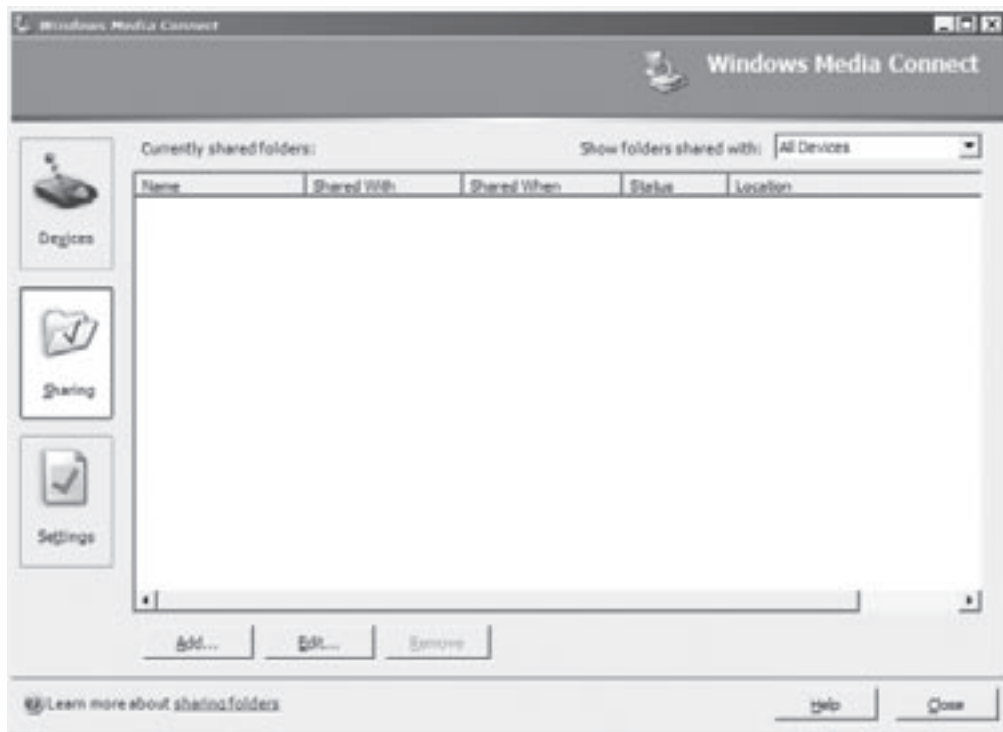 Windows Media Connect
Windows Media Connect
Currently shared folders:
Show folders shared with: All Devices
Name Shared With Shared When Status Location
Devices
Sharing
Settings
Add... Edit... Remove
Learn more about sharing folders
Help Close